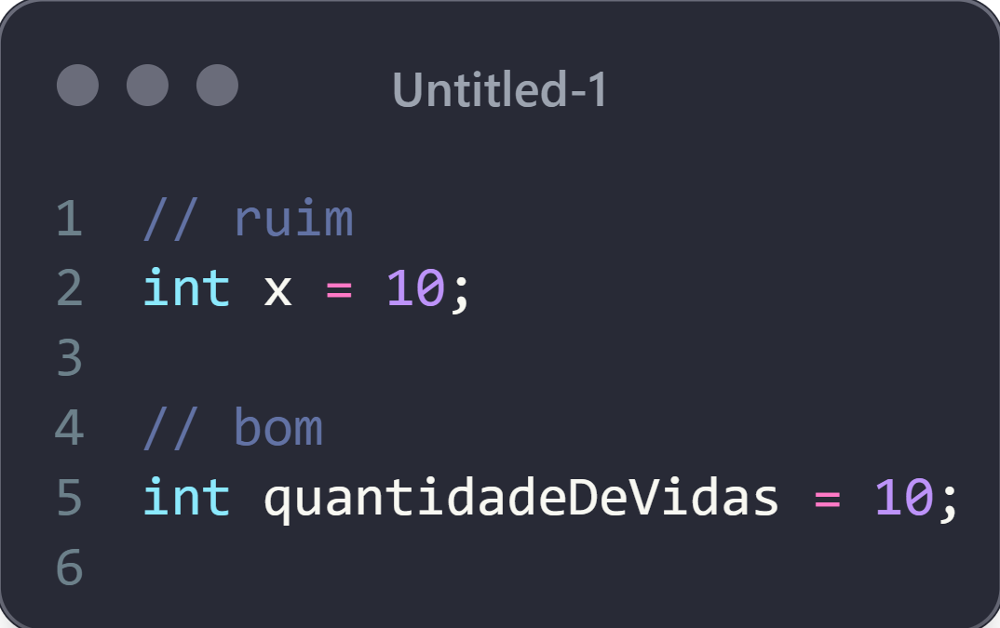 Untitled-1
1 // ruim
2 int x = 10;
3
4 // bom
5 int quantidadeDeVidas = 10;
6